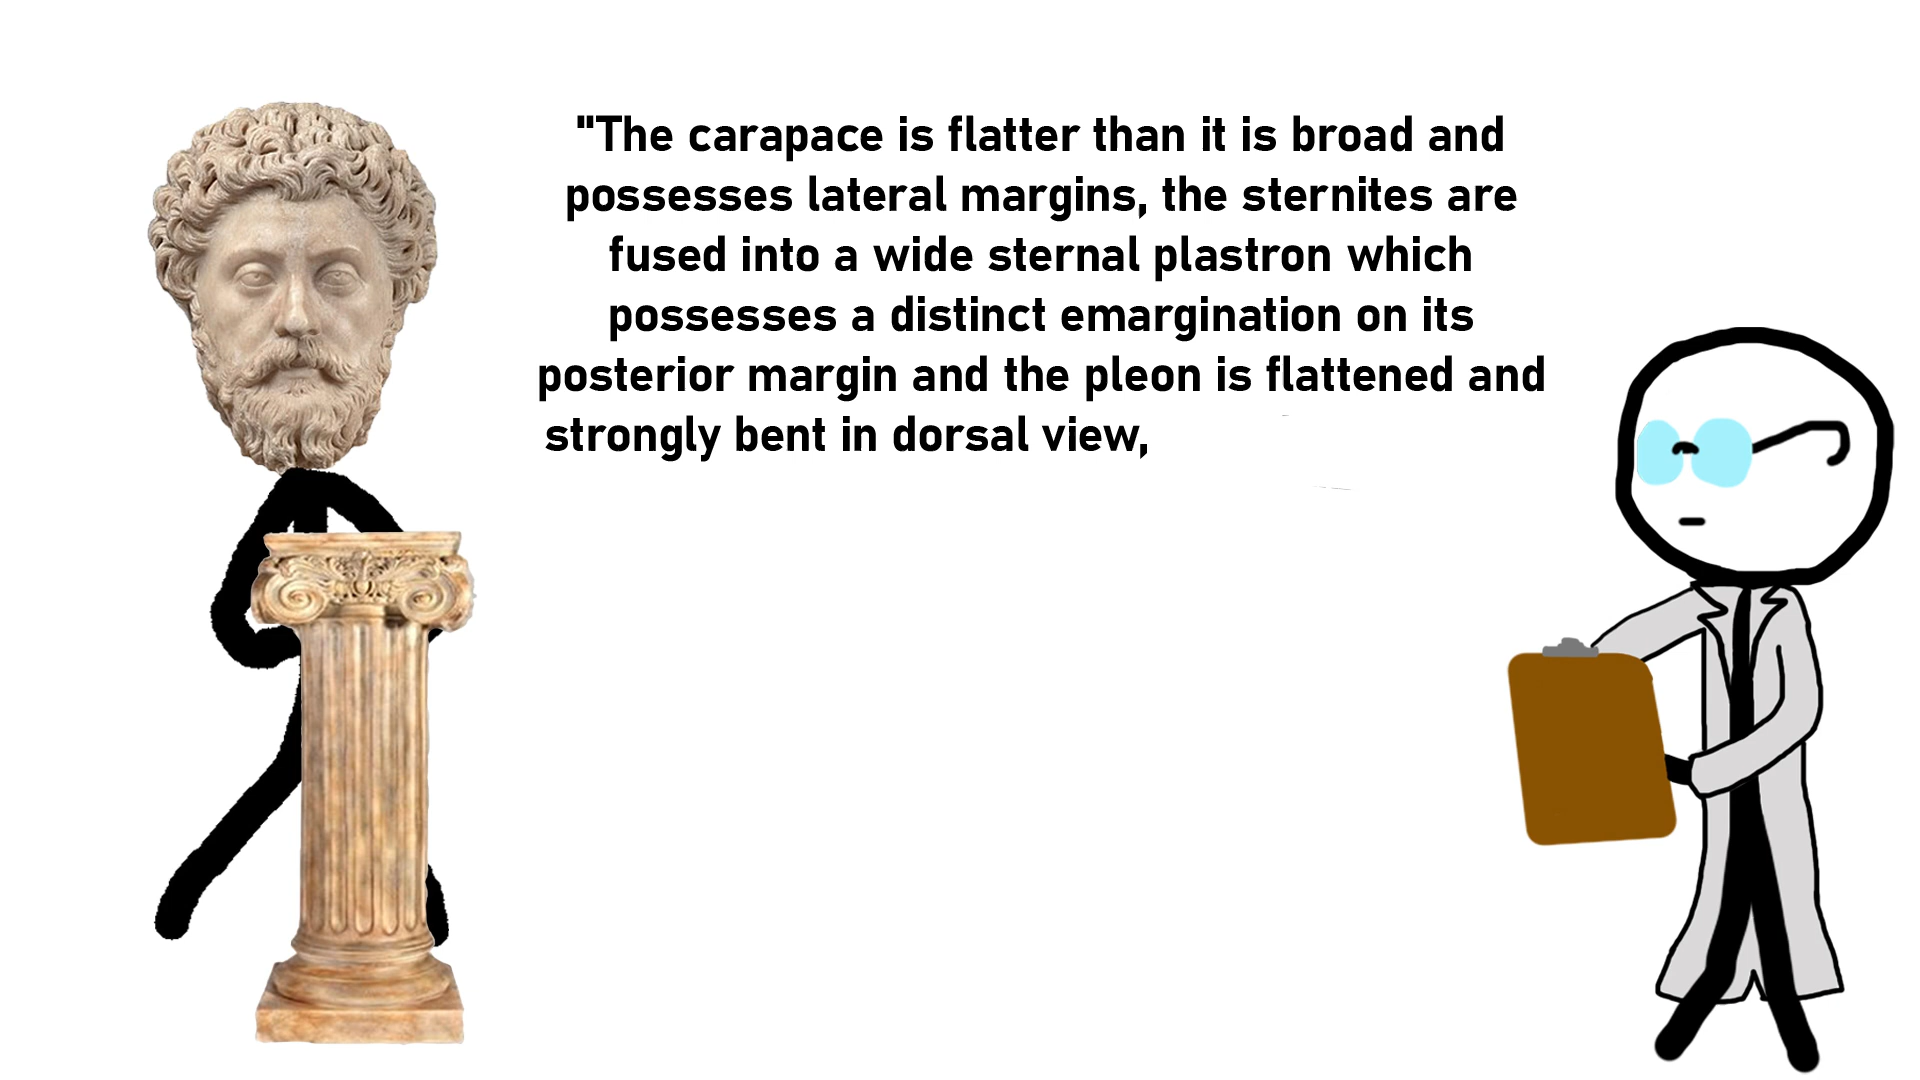 "The carapace is flatter than it is broad and
possesses lateral margins, the sternites are
fused into a wide sternal plastron which
possesses a distinct emargination on its
posterior margin and the pleon is flattened and
strongly bent in dorsal view,